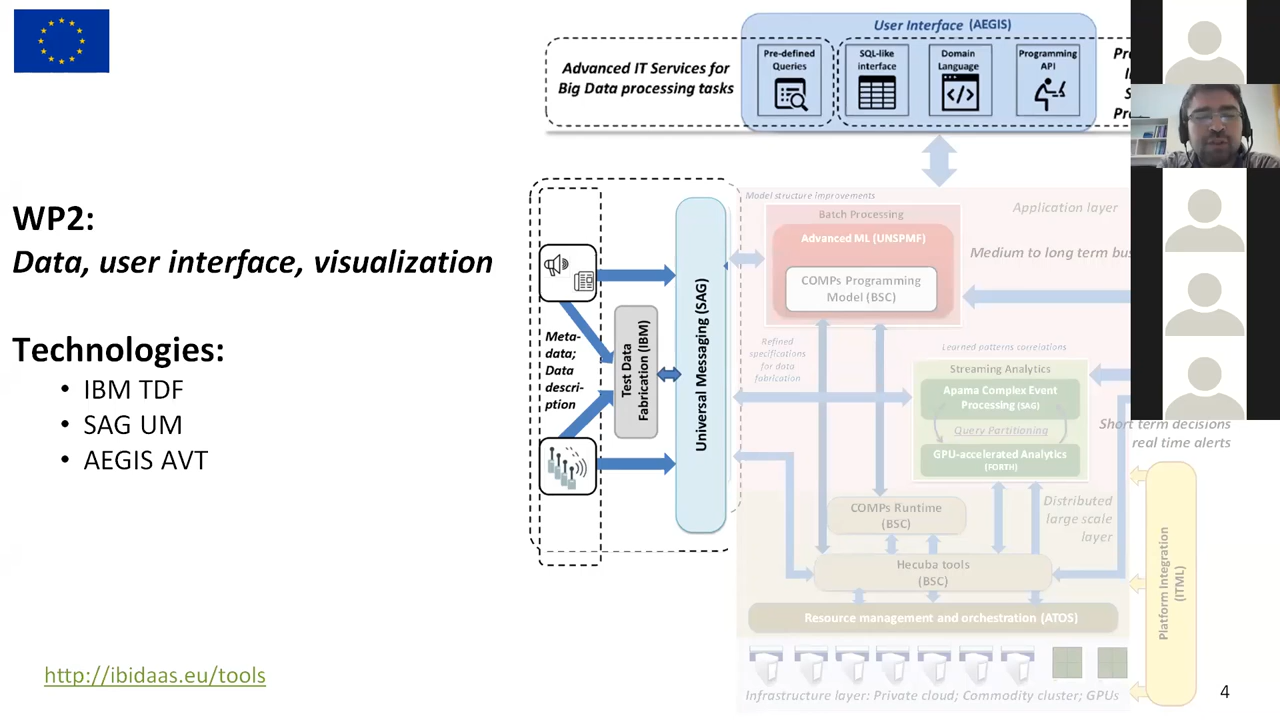 User Interface (AEGIS)
Advanced IT Services for
Big Data processing tasks
Pre-defined
Queries
SQL-like
interface
Domain
Language
Programming
API
WP2:
Data, user interface, visualization
Technologies:
• IBM TDF
• SAG UM
• AEGIS AVT
http://ibidaas.eu/tools
Meta-
data;
Data
descri-
ption
Test Data
Fabrication (IBM)
Universal Messaging (SAG)
Model structure improvements
Batch Processing
Advanced ML (UNSPMF)
COMPs Programming
Model (BSC)
Application layer
Medium to long term bus
Refined
specifications
for data
fabrication
Learned patterns correlations
Streaming Analytics
Apama Complex Event
Processing (SAG)
Query Partitioning
GPU-accelerated Analytics
(FORTH)
Short term decisions
real time alerts
COMPs Runtime
(BSC)
Distributed
large scale
layer
Hecuba tools
(BSC)
Resource management and orchestration (ATOS)
Infrastructure layer: Private cloud; Commodity cluster; GPUs
Platform Integration
(ITML)
4